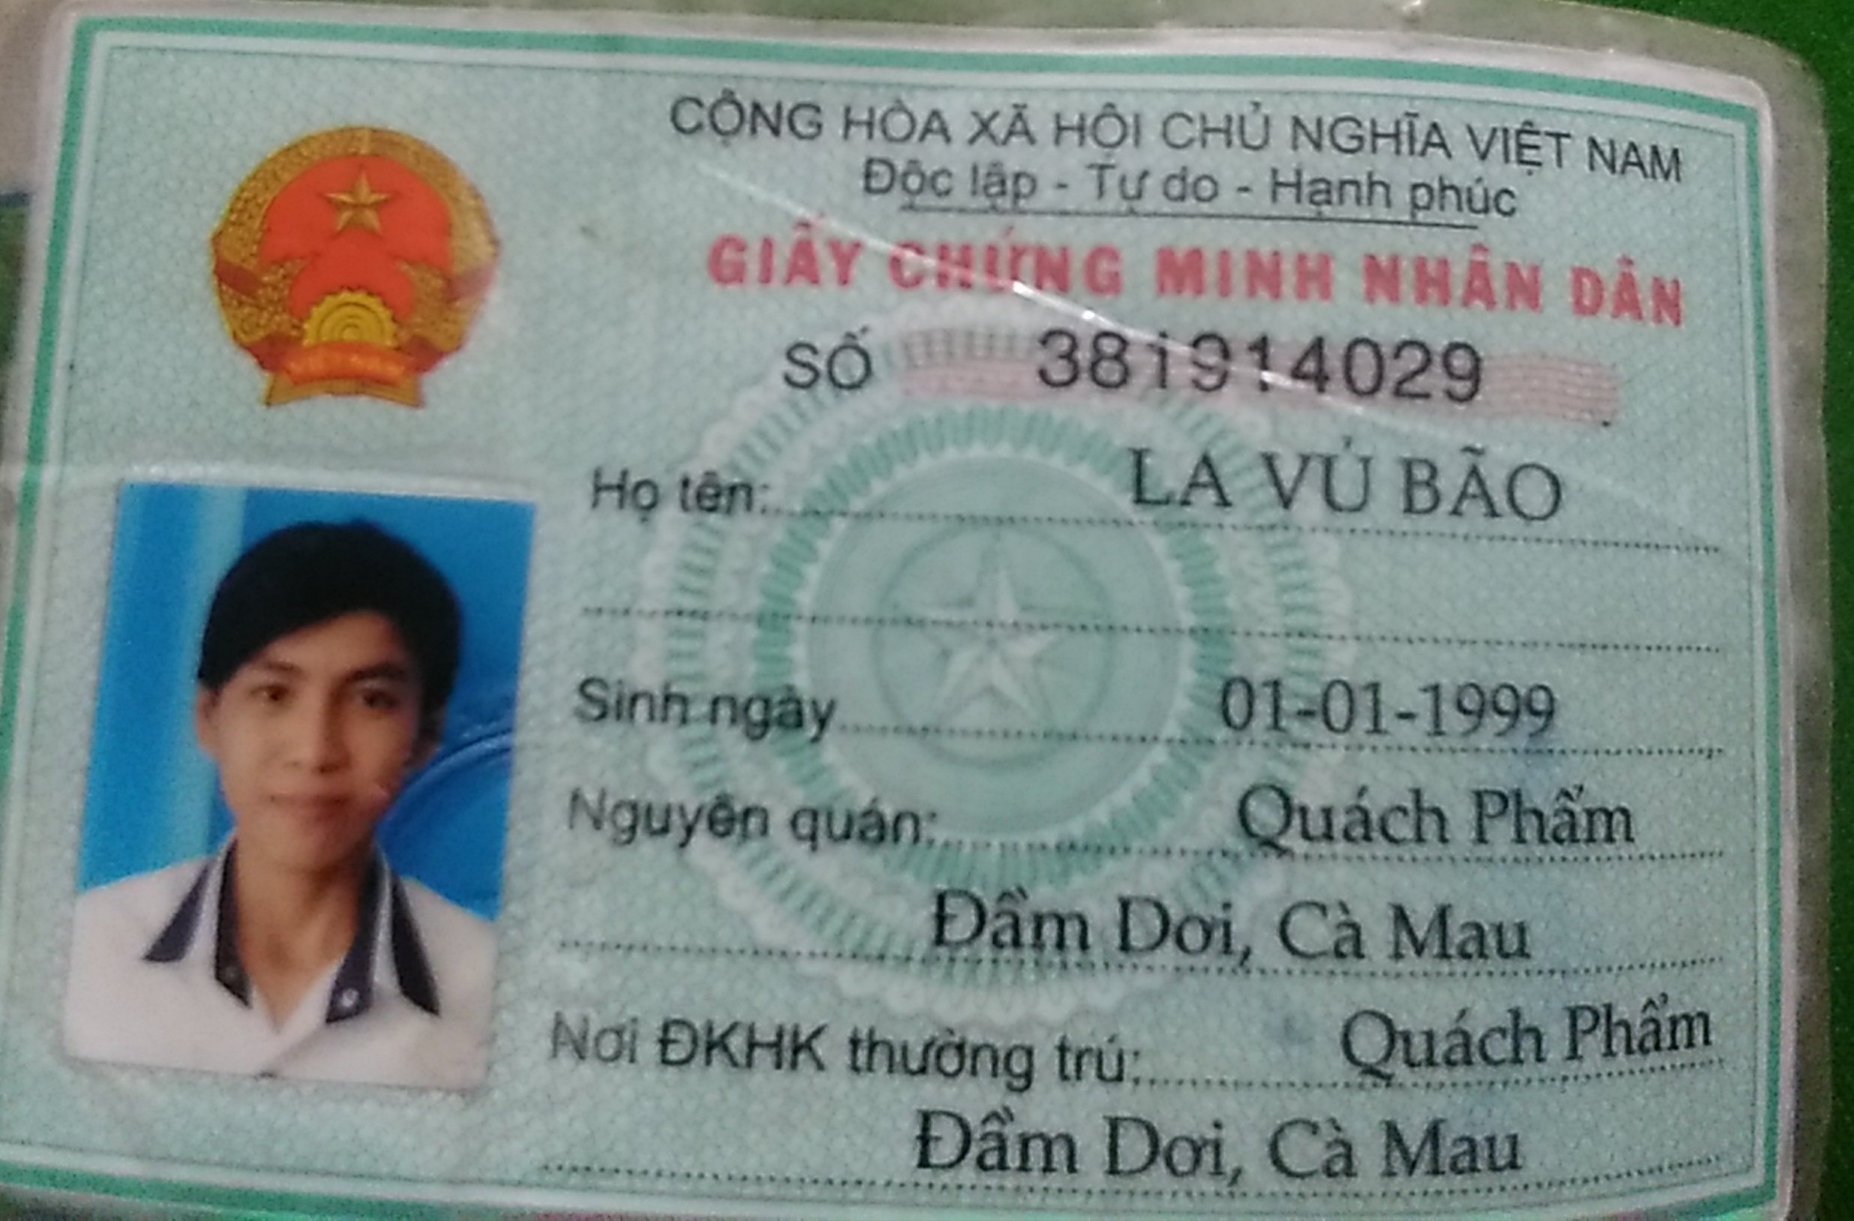 CỘNG HÒA XÃ HỘI CHỦ NGHĨA VIỆT NAM
Độc lập - Tự do - Hạnh phúc
GIẤY CHỨNG MINH NHÂN DÂN
SỐ 381914029
Họ tên: LA VỦ BÃO
Sinh ngày 01-01-1999
Nguyên quán: Quách Phẩm
Đầm Dơi, Cà Mau
Nơi ĐKHK thường trú: Quách Phẩm
Đầm Dơi, Cà Mau